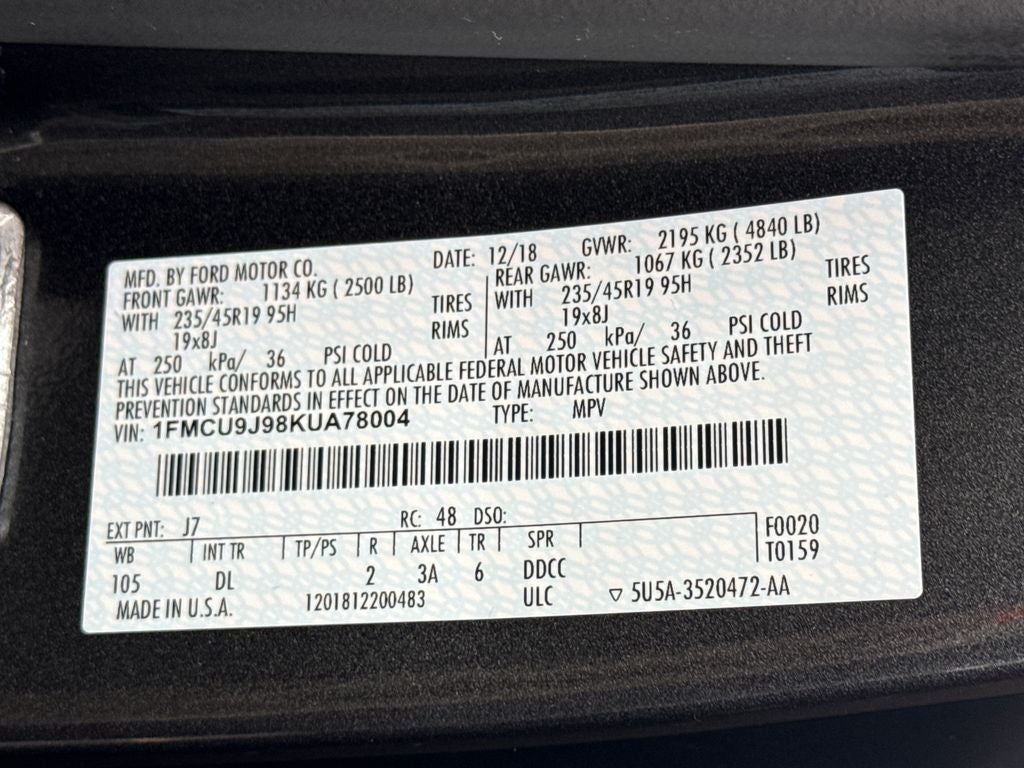 MFD. BY FORD MOTOR CO. DATE: 12/18 GVWR: 2195 KG ( 4840 LB)
FRONT GAWR: 1134 KG ( 2500 LB) REAR GAWR: 1067 KG ( 2352 LB)
WITH 235/45R19 95H TIRES WITH 235/45R19 95H TIRES
19x8J RIMS 19x8J RIMS
AT 250 kPa/ 36 PSI COLD AT 250 kPa/ 36 PSI COLD
THIS VEHICLE CONFORMS TO ALL APPLICABLE FEDERAL MOTOR VEHICLE SAFETY AND THEFT
PREVENTION STANDARDS IN EFFECT ON THE DATE OF MANUFACTURE SHOWN ABOVE.
VIN: 1FMCU9J98KUA78004 TYPE: MPV
EXT PNT: J7 RC: 48 DSO: F0020
WB INT TR TP/PS R AXLE TR SPR T0159
105 DL 2 3A 6 DDCC
MADE IN U.S.A. 1201812200483 ULC ▽ 5U5A-3520472-AA